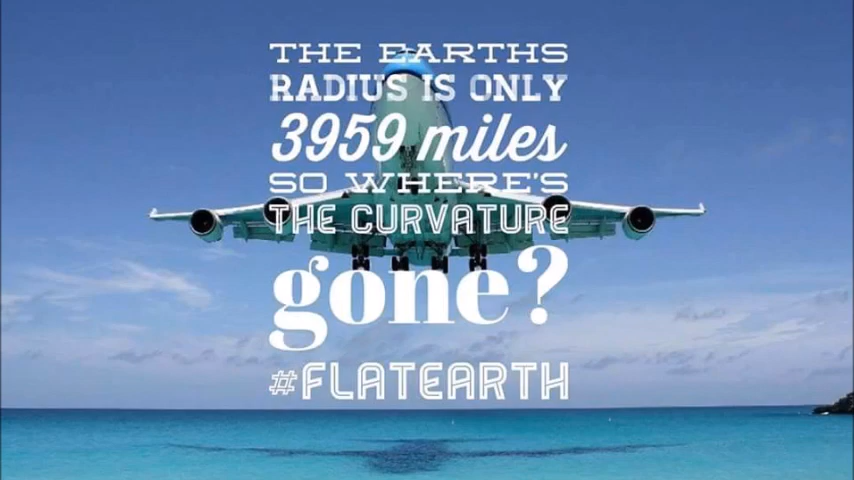 THE EARTHS
RADIUS IS ONLY
3959 miles
SO WHERE'S
THE CURVATURE
gone?
#FLATEARTH